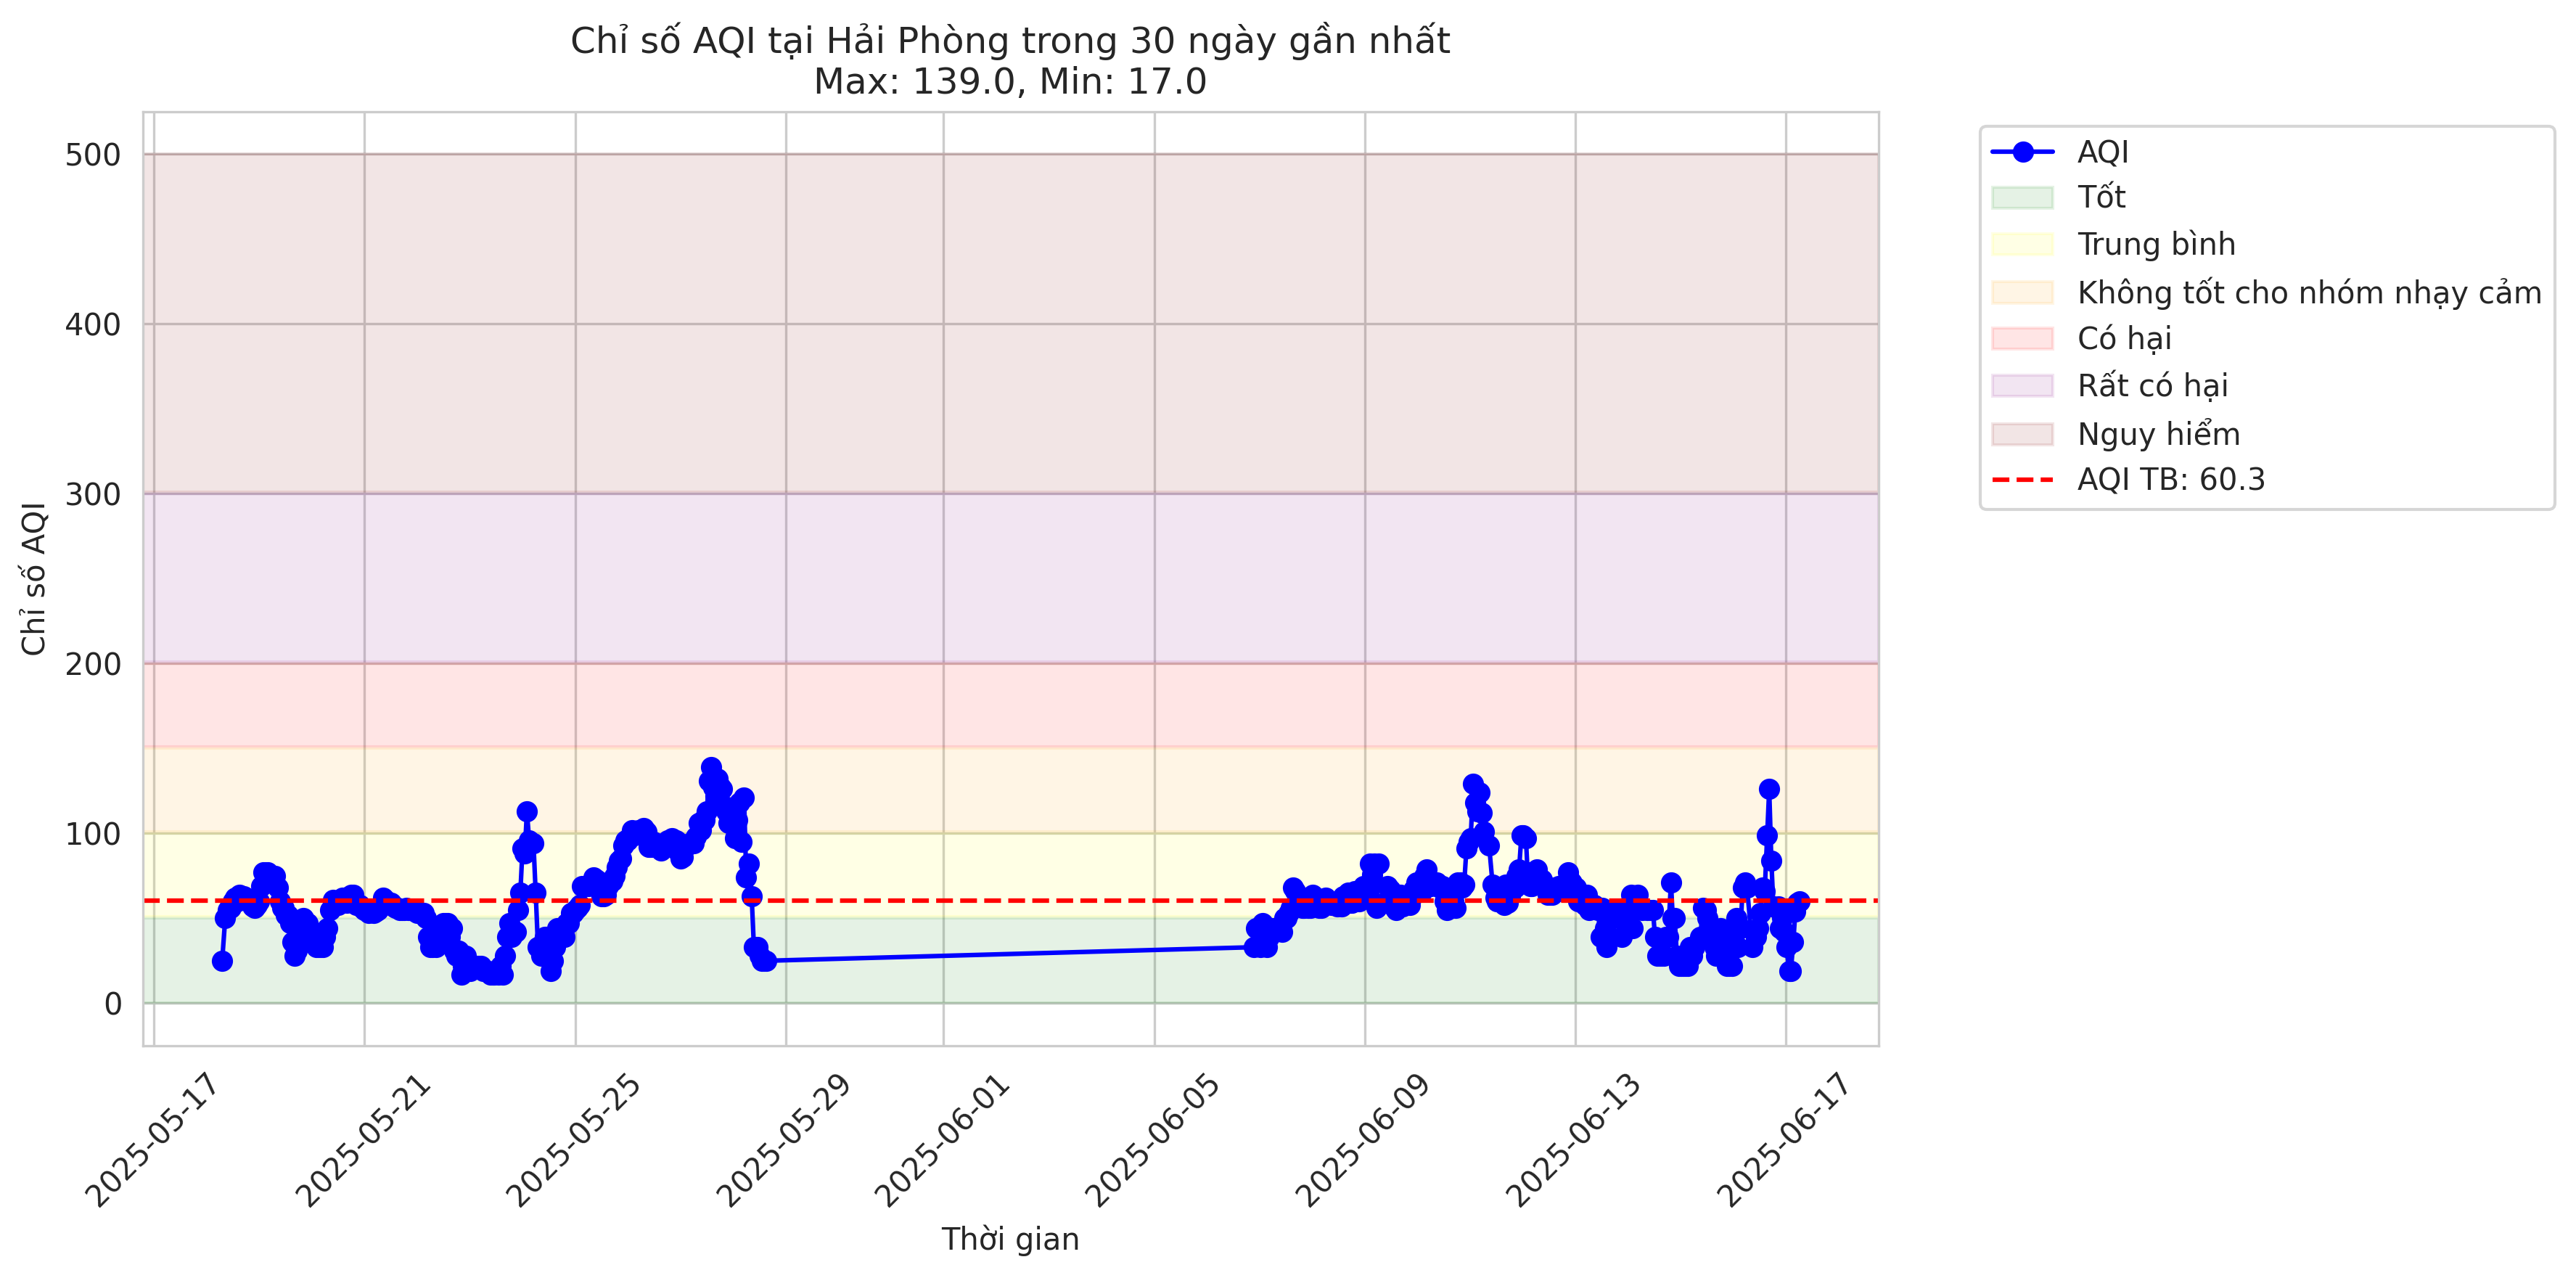 Chỉ số AQI tại Hải Phòng trong 30 ngày gần nhất
Max: 139.0, Min: 17.0
Chỉ số AQI
500
400
300
200
100
0
2025-05-17
2025-05-21
2025-05-25
2025-05-29
2025-06-01
2025-06-05
2025-06-09
2025-06-13
2025-06-17
Thời gian
AQI
Tốt
Trung bình
Không tốt cho nhóm nhạy cảm
Có hại
Rất có hại
Nguy hiểm
AQI TB: 60.3